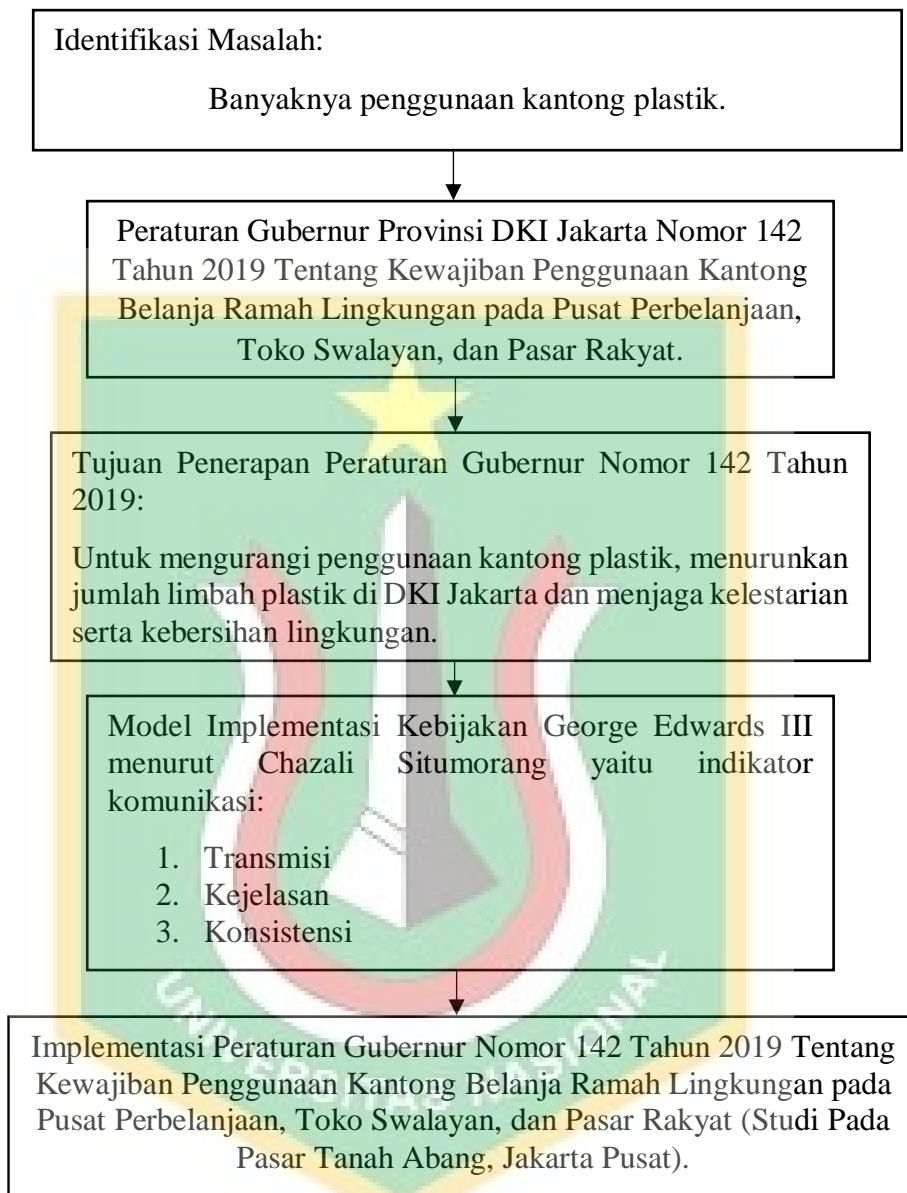 Identifikasi Masalah:
Banyaknya penggunaan kantong plastik.
Peraturan Gubernur Provinsi DKI Jakarta Nomor 142
Tahun 2019 Tentang Kewajiban Penggunaan Kantong
Belanja Ramah Lingkungan pada Pusat Perbelanjaan,
Toko Swalayan, dan Pasar Rakyat.
Tujuan Penerapan Peraturan Gubernur Nomor 142 Tahun
2019:
Untuk mengurangi penggunaan kantong plastik, menurunkan
jumlah limbah plastik di DKI Jakarta dan menjaga kelestarian
serta kebersihan lingkungan.
Model Implementasi Kebijakan George Edwards III
menurut Chazali Situmorang yaitu indikator
komunikasi:
1. Transmisi
2. Kejelasan
3. Konsistensi
UNIVERSITAS NASIONAL
Implementasi Peraturan Gubernur Nomor 142 Tahun 2019 Tentang
Kewajiban Penggunaan Kantong Belanja Ramah Lingkungan pada
Pusat Perbelanjaan, Toko Swalayan, dan Pasar Rakyat (Studi Pada
Pasar Tanah Abang, Jakarta Pusat).